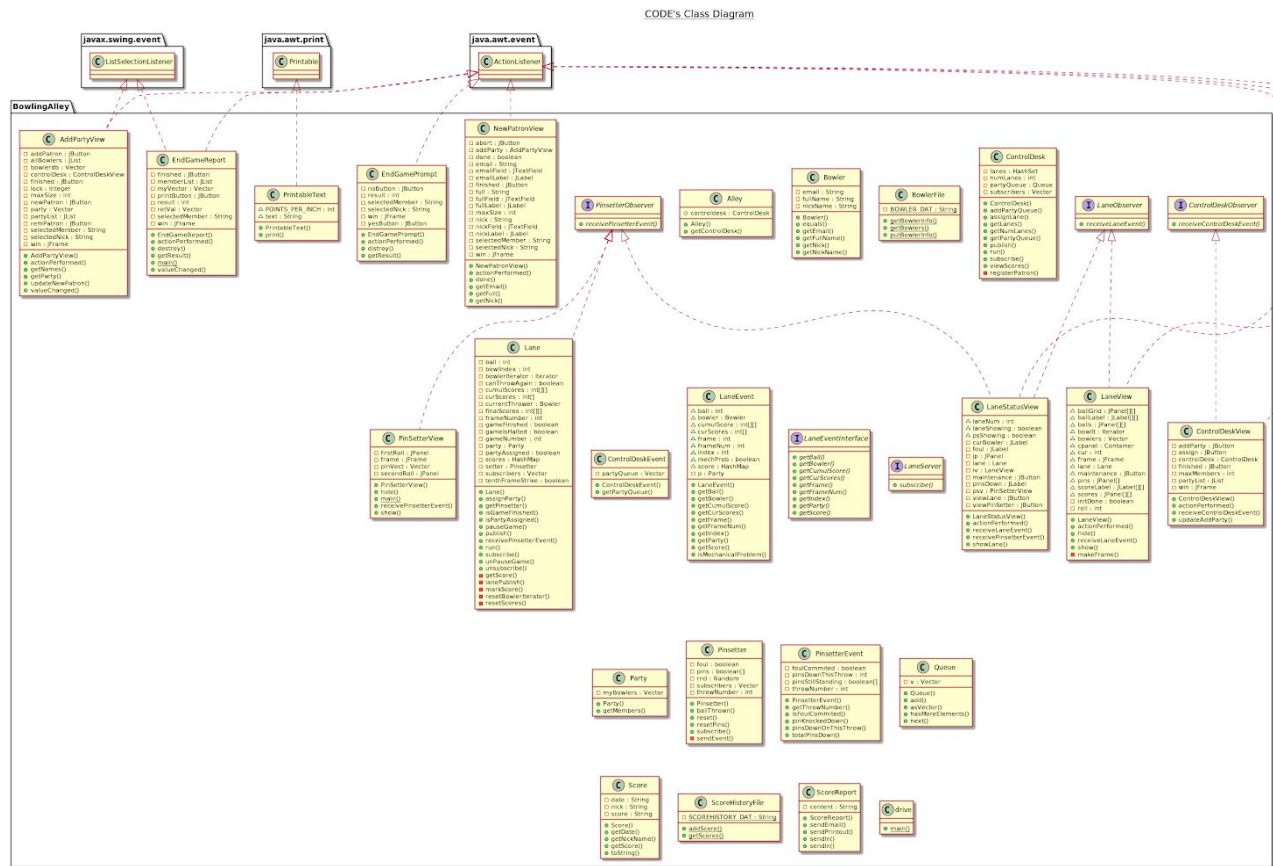 CODE's Class Diagram
javax.swing.event
ListSelectionListener
java.awt.print
Printable
java.awt.event
ActionListener
BowlingAlley
AddPartyView
addPatron : JButton
allBowlers : JList
bowlerdb : Vector
controlDesk : ControlDeskView
finished : JButton
lock : Integer
maxSize : int
newPatron : JButton
party : Vector
partyList : JList
remPatron : JButton
selectedMember : String
selectedNick : String
win : JFrame
AddPartyView()
actionPerformed()
getNames()
getParty()
updateNewPatron()
valueChanged()
EndGameReport
finished : JButton
memberList : JList
myVector : Vector
printButton : JButton
result : int
retVal : Vector
selectedMember : String
win : JFrame
EndGameReport()
actionPerformed()
destroy()
getResult()
main()
valueChanged()
PrintableText
POINTS_PER_INCH : int
text : String
PrintableText()
print()
EndGamePrompt
noButton : JButton
result : int
selectedMember : String
selectedNick : String
win : JFrame
yesButton : JButton
EndGamePrompt()
actionPerformed()
distroy()
getResult()
NewPatronView
abort : JButton
addParty : AddPartyView
done : boolean
email : String
emailField : JTextField
emailLabel : JLabel
finished : JButton
full : String
fullField : JTextField
fullLabel : JLabel
maxSize : int
nick : String
nickField : JTextField
nickLabel : JLabel
selectedMember : String
selectedNick : String
win : JFrame
NewPatronView()
actionPerformed()
done()
getEmail()
getFull()
getNick()
PinsetterObserver
receivePinsetterEvent()
Alley
controldesk : ControlDesk
Alley()
getControlDesk()
Bowler
email : String
fullName : String
nickName : String
Bowler()
equals()
getEmail()
getFullName()
getNick()
getNickName()
BowlerFile
BOWLER_DAT : String
getBowlerInfo()
getBowlers()
putBowlerInfo()
ControlDesk
lanes : HashSet
numLanes : int
partyQueue : Queue
subscribers : Vector
ControlDesk()
addPartyQueue()
assignLane()
getLanes()
getNumLanes()
getPartyQueue()
publish()
run()
subscribe()
viewScores()
registerPatron()
LaneObserver
receiveLaneEvent()
ControlDeskObserver
receiveControlDeskEvent()
PinSetterView
firstRoll : JPanel
frame : JFrame
pinVect : Vector
secondRoll : JPanel
PinSetterView()
hide()
main()
receivePinsetterEvent()
show()
Lane
ball : int
bowlIndex : int
bowlerIterator : Iterator
canThrowAgain : boolean
cumulScores : int[][]
curScores : int[]
currentThrower : Bowler
finalScores : int[][]
frameNumber : int
gameFinished : boolean
gameIsHalted : boolean
gameNumber : int
party : Party
partyAssigned : boolean
scores : HashMap
setter : Pinsetter
subscribers : Vector
tenthFrameStrike : boolean
Lane()
assignParty()
getPinsetter()
isGameFinished()
isPartyAssigned()
pauseGame()
publish()
receivePinsetterEvent()
run()
subscribe()
unPauseGame()
unsubscribe()
getScore()
lanePublish()
markScore()
resetBowlerIterator()
resetScores()
ControlDeskEvent
partyQueue : Vector
ControlDeskEvent()
getPartyQueue()
LaneEvent
ball : int
bowler : Bowler
cumulScore : int[][]
curScores : int[]
frame : int
frameNum : int
index : int
mechProb : boolean
score : HashMap
p : Party
LaneEvent()
getBall()
getBowler()
getCumulScore()
getCurScores()
getFrame()
getFrameNum()
getIndex()
getParty()
getScore()
isMechanicalProblem()
LaneEventInterface
getBall()
getBowler()
getCumulScore()
getCurScores()
getFrame()
getFrameNum()
getIndex()
getParty()
getScore()
LaneServer
subscribe()
LaneStatusView
laneNum : int
laneShowing : boolean
psShowing : boolean
curBowler : JLabel
foul : JLabel
jp : JPanel
lane : Lane
lv : LaneView
maintenance : JButton
pinsDown : JLabel
psv : PinSetterView
viewLane : JButton
viewPinSetter : JButton
LaneStatusView()
actionPerformed()
receiveLaneEvent()
receivePinsetterEvent()
showLane()
LaneView
ballGrid : JPanel[][]
ballLabel : JLabel[][]
balls : JPanel[][]
bowlIt : Iterator
bowlers : Vector
cpanel : Container
cur : int
frame : JFrame
lane : Lane
maintenance : JButton
pins : JPanel[]
scoreLabel : JLabel[][]
scores : JPanel[][]
initDone : boolean
roll : int
LaneView()
actionPerformed()
hide()
receiveLaneEvent()
show()
makeFrame()
ControlDeskView
addParty : JButton
assign : JButton
controlDesk : ControlDesk
finished : JButton
maxMembers : int
partyList : JList
win : JFrame
ControlDeskView()
actionPerformed()
receiveControlDeskEvent()
updateAddParty()
Party
myBowlers : Vector
Party()
getMembers()
Pinsetter
foul : boolean
pins : boolean[]
rnd : Random
subscribers : Vector
throwNumber : int
Pinsetter()
ballThrown()
reset()
resetPins()
subscribe()
sendEvent()
PinsetterEvent
foulCommited : boolean
pinsDownThisThrow : int
pinsStillStanding : boolean[]
throwNumber : int
PinsetterEvent()
getThrowNumber()
isFoulCommited()
pinKnockedDown()
pinsDownOnThisThrow()
totalPinsDown()
Queue
v : Vector
Queue()
add()
asVector()
hasMoreElements()
next()
Score
date : String
nick : String
score : String
Score()
getDate()
getNickName()
getScore()
toString()
ScoreHistoryFile
SCOREHISTORY_DAT : String
addScore()
getScores()
ScoreReport
content : String
ScoreReport()
sendEmail()
sendPrintout()
sendln()
sendln()
drive
main()